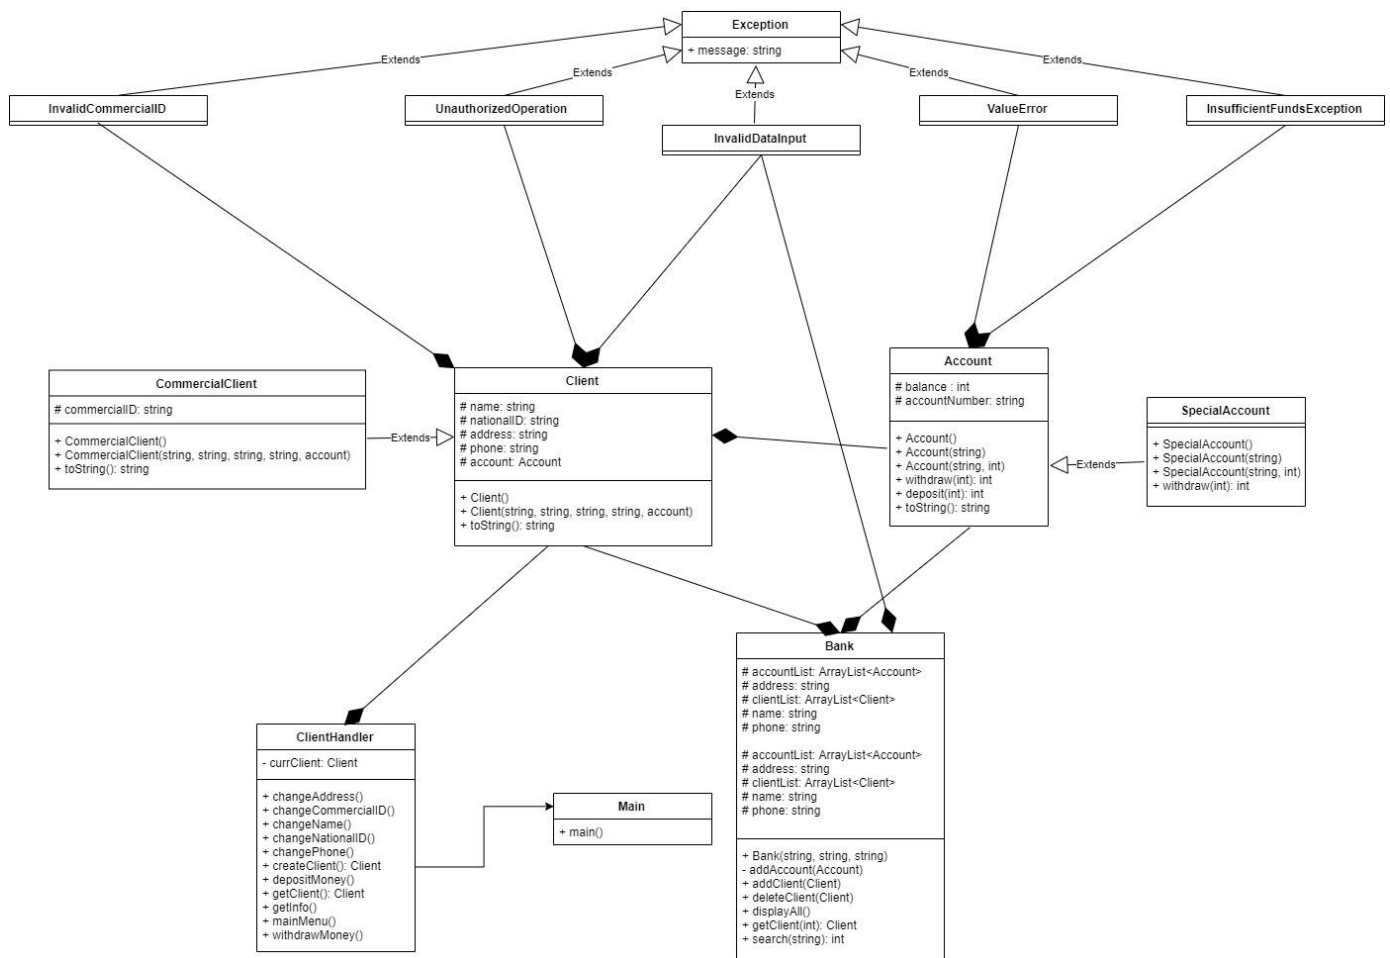 Exception
+ message: string
Extends
Extends
Extends
Extends
Extends
InvalidCommercialID
UnauthorizedOperation
InvalidDataInput
ValueError
InsufficientFundsException
CommercialClient
# commercialID: string
+ CommercialClient()
+ CommercialClient(string, string, string, string, account)
+ toString(): string
Extends
Client
# name: string
# nationalID: string
# address: string
# phone: string
# account: Account
+ Client()
+ Client(string, string, string, string, account)
+ toString(): string
Account
# balance : int
# accountNumber: string
+ Account()
+ Account(string)
+ Account(string, int)
+ withdraw(int): int
+ deposit(int): int
+ toString(): string
Extends
SpecialAccount
+ SpecialAccount()
+ SpecialAccount(string)
+ SpecialAccount(string, int)
+ withdraw(int): int
ClientHandler
- currClient: Client
+ changeAddress()
+ changeCommercialID()
+ changeName()
+ changeNationalID()
+ changePhone()
+ createClient(): Client
+ depositMoney()
+ getClient(): Client
+ getInfo()
+ mainMenu()
+ withdrawMoney()
Main
+ main()
Bank
# accountList: ArrayList<Account>
# address: string
# clientList: ArrayList<Client>
# name: string
# phone: string
# accountList: ArrayList<Account>
# address: string
# clientList: ArrayList<Client>
# name: string
# phone: string
+ Bank(string, string, string)
- addAccount(Account)
+ addClient(Client)
+ deleteClient(Client)
+ displayAll()
+ getClient(int): Client
+ search(string): int